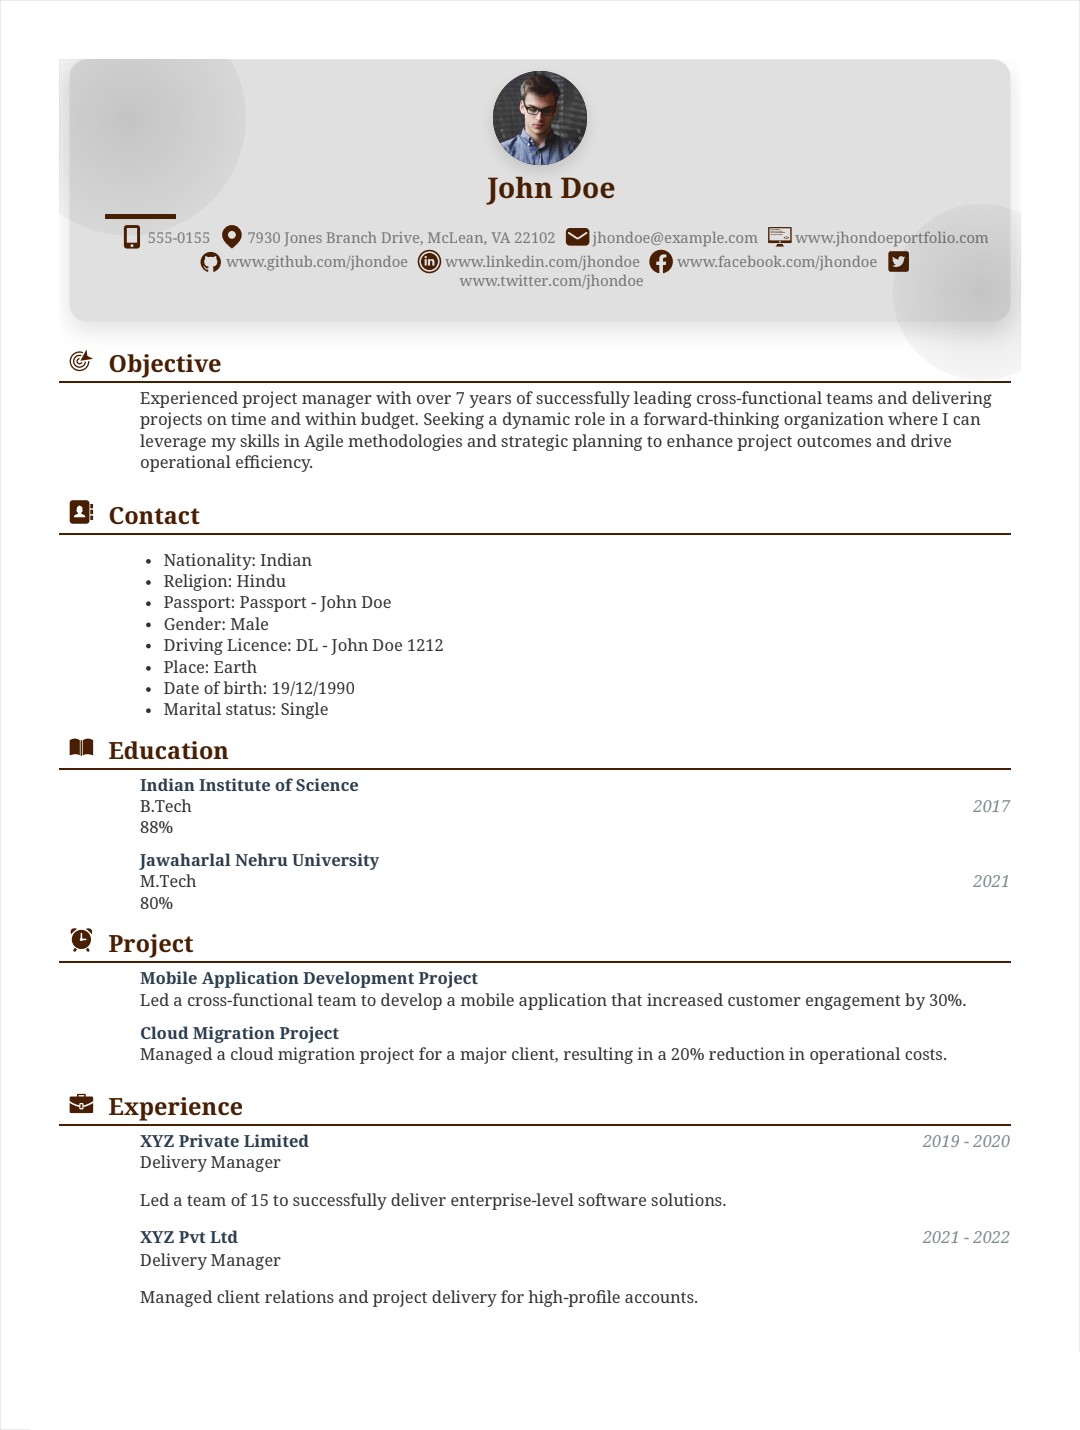 John Doe
555-0155 7930 Jones Branch Drive, McLean, VA 22102 jhondoe@example.com www.jhondoeportfolio.com
www.github.com/jhondoe www.linkedin.com/jhondoe www.facebook.com/jhondoe
www.twitter.com/jhondoe
Objective
Experienced project manager with over 7 years of successfully leading cross-functional teams and delivering
projects on time and within budget. Seeking a dynamic role in a forward-thinking organization where I can
leverage my skills in Agile methodologies and strategic planning to enhance project outcomes and drive
operational efficiency.
Contact
• Nationality: Indian
• Religion: Hindu
• Passport: Passport - John Doe
• Gender: Male
• Driving Licence: DL - John Doe 1212
• Place: Earth
• Date of birth: 19/12/1990
• Marital status: Single
Education
Indian Institute of Science
B.Tech 2017
88%
Jawaharlal Nehru University
M.Tech 2021
80%
Project
Mobile Application Development Project
Led a cross-functional team to develop a mobile application that increased customer engagement by 30%.
Cloud Migration Project
Managed a cloud migration project for a major client, resulting in a 20% reduction in operational costs.
Experience
XYZ Private Limited 2019 - 2020
Delivery Manager
Led a team of 15 to successfully deliver enterprise-level software solutions.
XYZ Pvt Ltd 2021 - 2022
Delivery Manager
Managed client relations and project delivery for high-profile accounts.